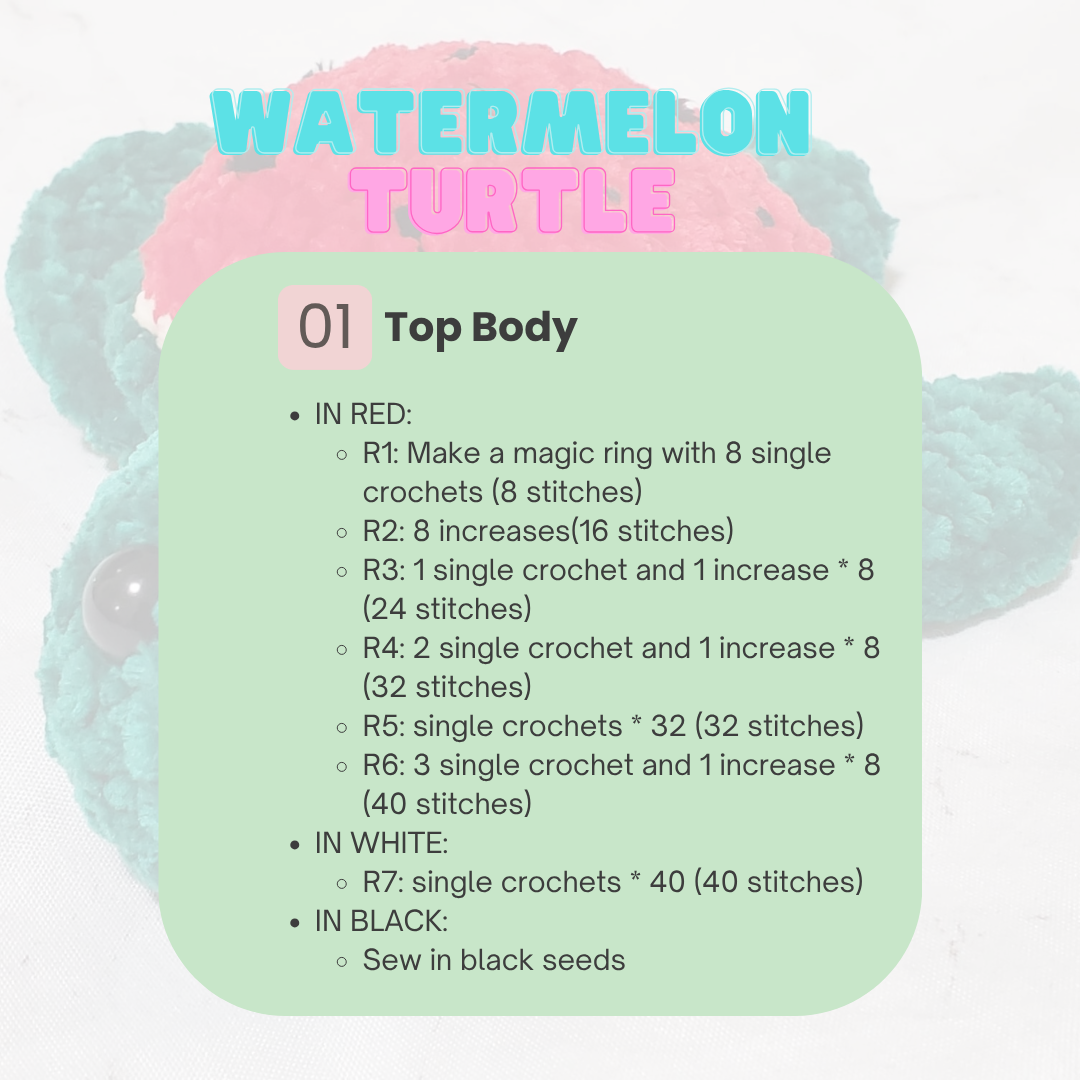 WATERMELON
TURTLE
01 Top Body
• IN RED:
◦ R1: Make a magic ring with 8 single
crochets (8 stitches)
◦ R2: 8 increases(16 stitches)
◦ R3: 1 single crochet and 1 increase * 8
(24 stitches)
◦ R4: 2 single crochet and 1 increase * 8
(32 stitches)
◦ R5: single crochets * 32 (32 stitches)
◦ R6: 3 single crochet and 1 increase * 8
(40 stitches)
• IN WHITE:
◦ R7: single crochets * 40 (40 stitches)
• IN BLACK:
◦ Sew in black seeds